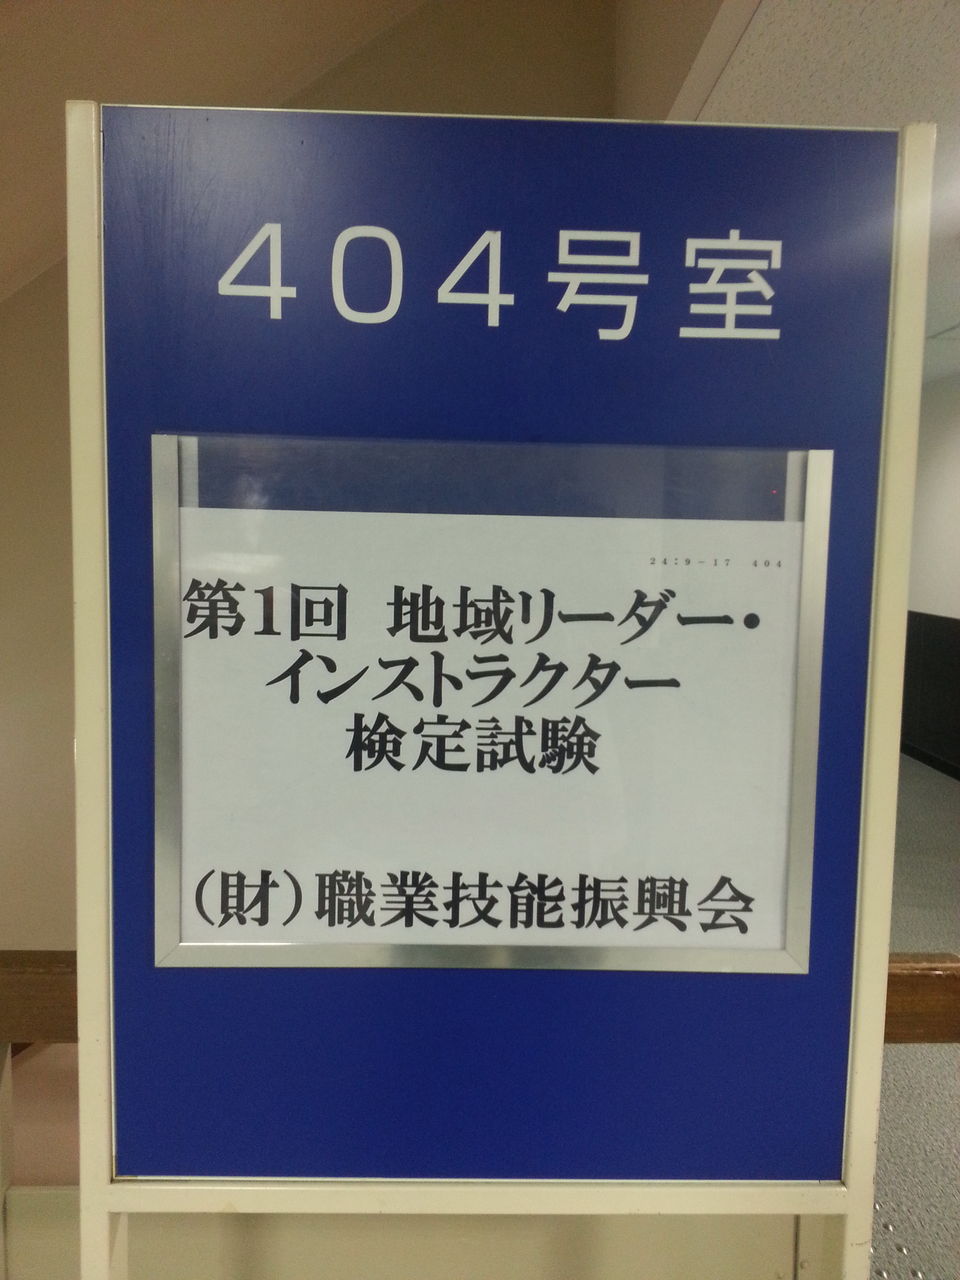 404号室
24:9-17 404
第1回 地域リーダー・
インストラクター
検定試験
(財)職業技能振興会